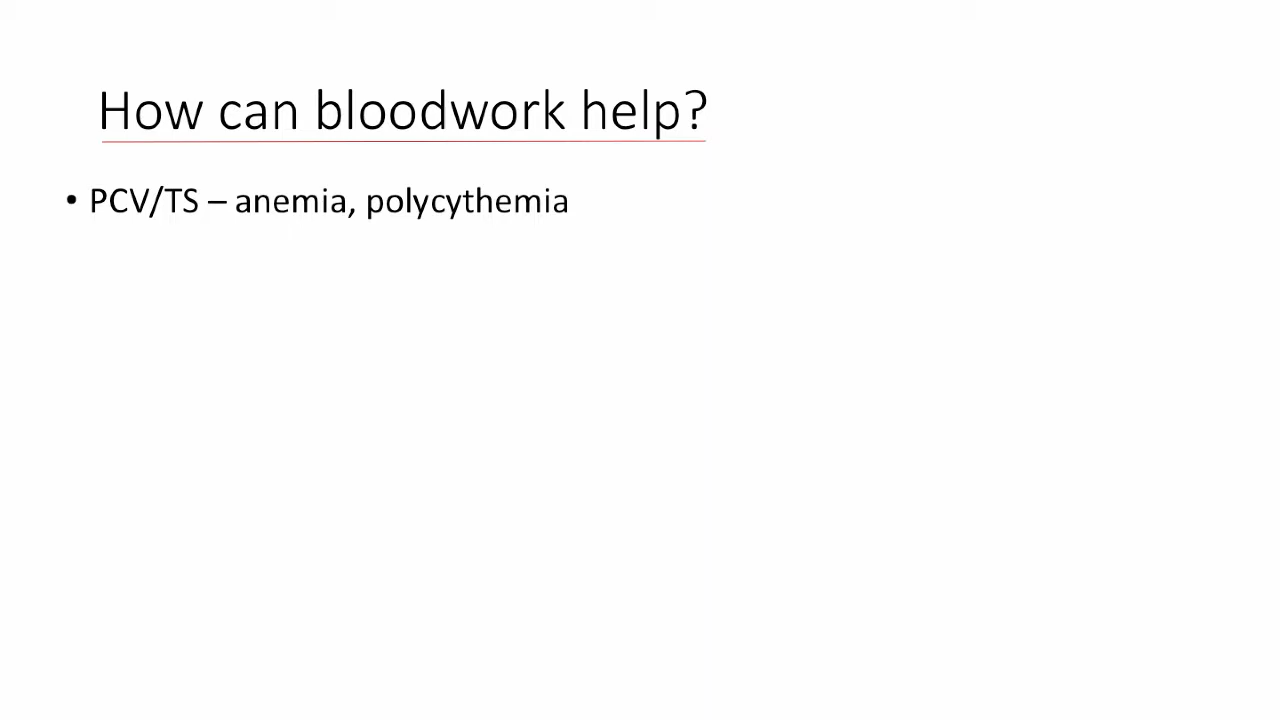 How can bloodwork help?
• PCV/TS – anemia, polycythemia